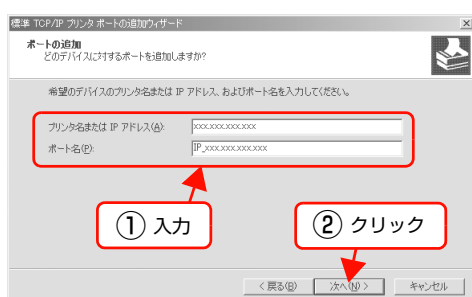 標準 TCP/IP プリンタ ポートの追加ウィザード
ポートの追加
どのデバイスに対するポートを追加しますか?
希望のデバイスのプリンタ名または IP アドレス、およびポート名を入力してください。
プリンタ名または IP アドレス(A): xxx.xxx.xxx.xxx
ポート名(P): IP_xxx.xxx.xxx.xxx
① 入力
② クリック
< 戻る(B) 次へ(N) > キャンセル